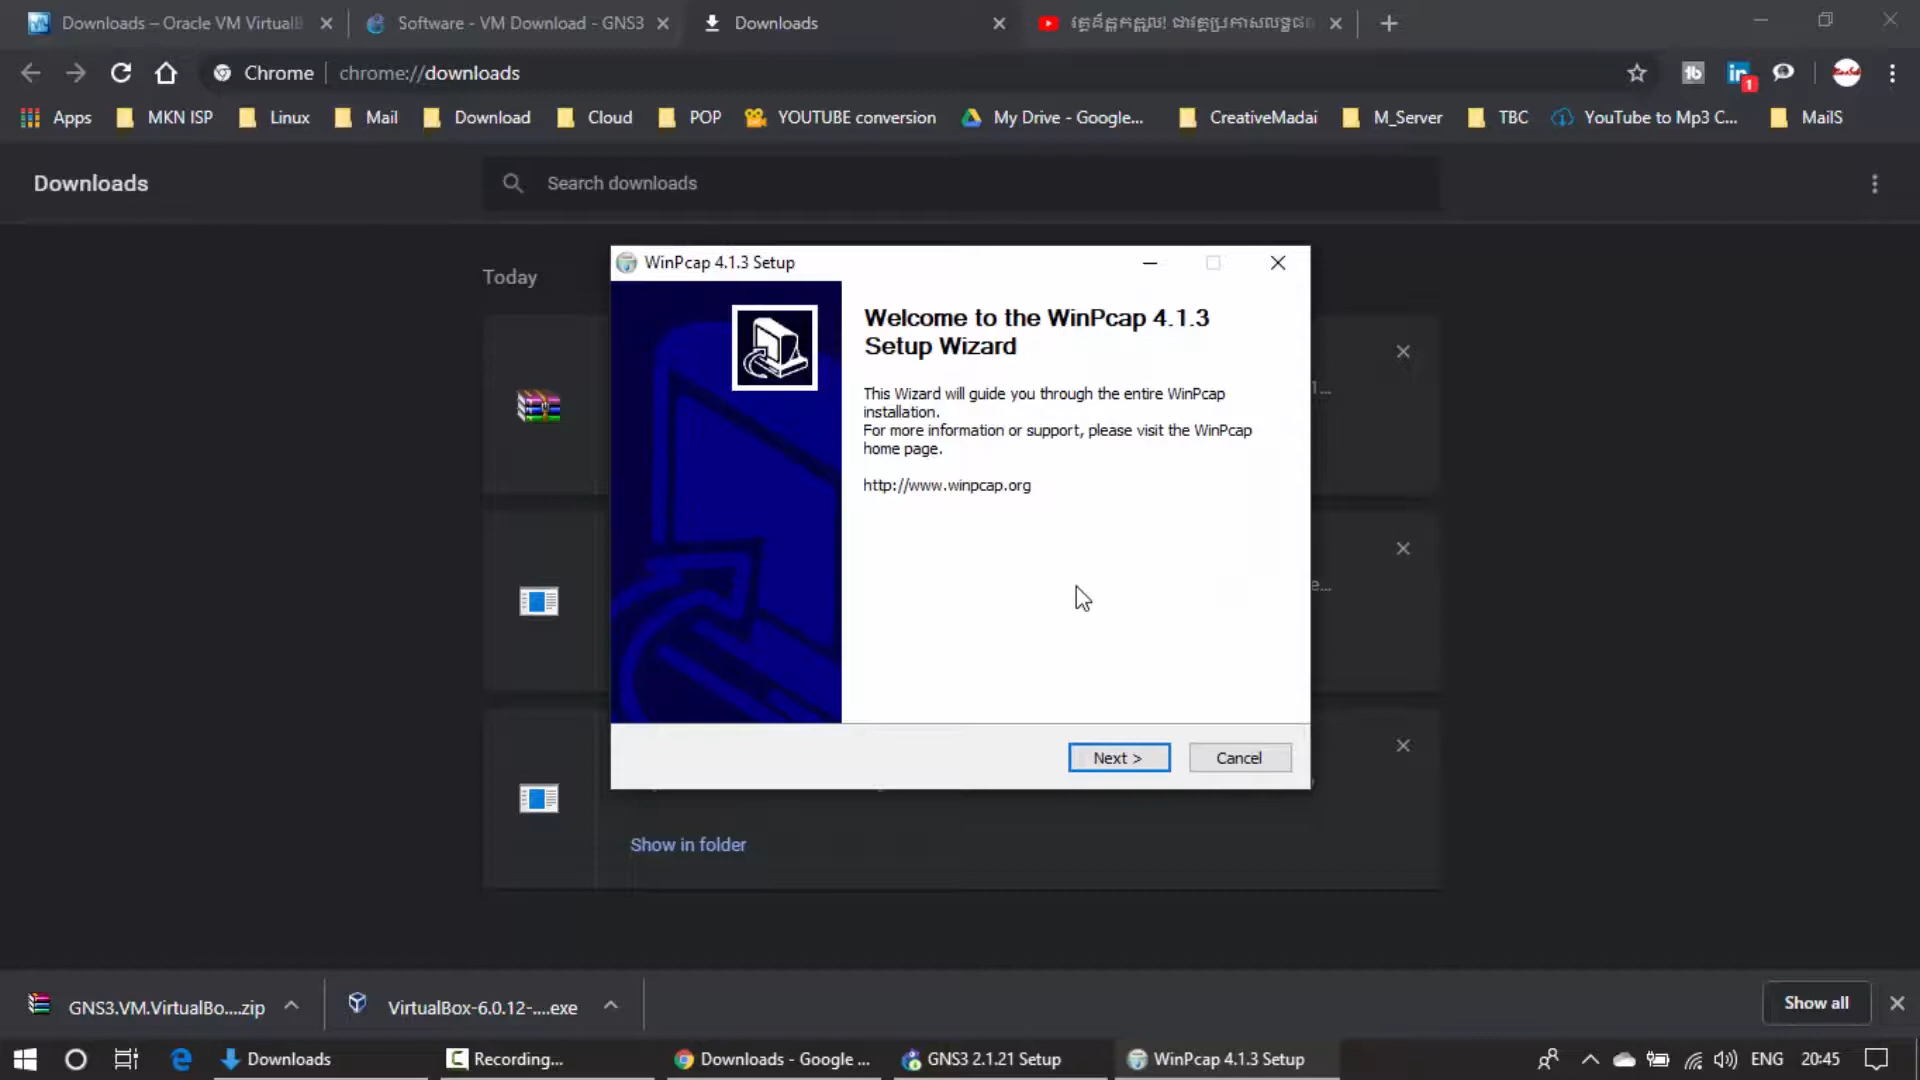 Downloads – Oracle VM VirtualB
Software - VM Download - GNS3
Downloads
Chrome
chrome://downloads
1
Apps
MKN ISP
Linux
Mail
Download
Cloud
POP
YOUTUBE conversion
My Drive - Google...
CreativeMadai
M_Server
TBC
YouTube to Mp3 C...
MailS
Downloads
Search downloads
Today
WinPcap 4.1.3 Setup
Welcome to the WinPcap 4.1.3
Setup Wizard
This Wizard will guide you through the entire WinPcap
installation.
For more information or support, please visit the WinPcap
home page.
http://www.winpcap.org
Next >
Cancel
Show in folder
GNS3.VM.VirtualBo....zip
VirtualBox-6.0.12-....exe
Show all
Downloads
Recording...
Downloads - Google ...
GNS3 2.1.21 Setup
WinPcap 4.1.3 Setup
ENG
20:45